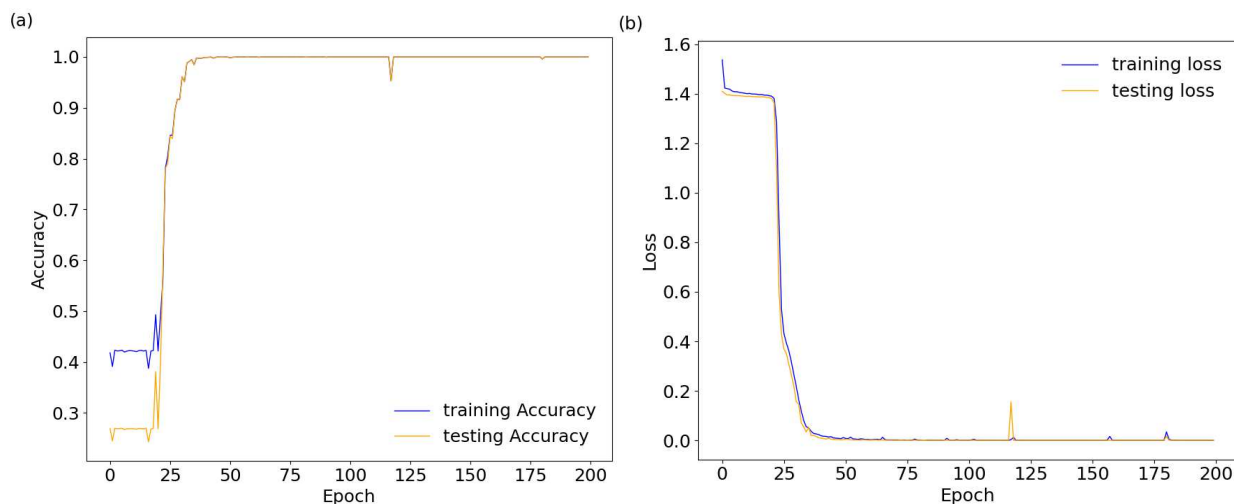 (a)
1.0
0.9
0.8
0.7
0.6
0.5
0.4
0.3
Accuracy
training Accuracy
testing Accuracy
0 25 50 75 100 125 150 175 200
Epoch
(b)
1.6
1.4
1.2
1.0
0.8
0.6
0.4
0.2
0.0
Loss
training loss
testing loss
0 25 50 75 100 125 150 175 200
Epoch